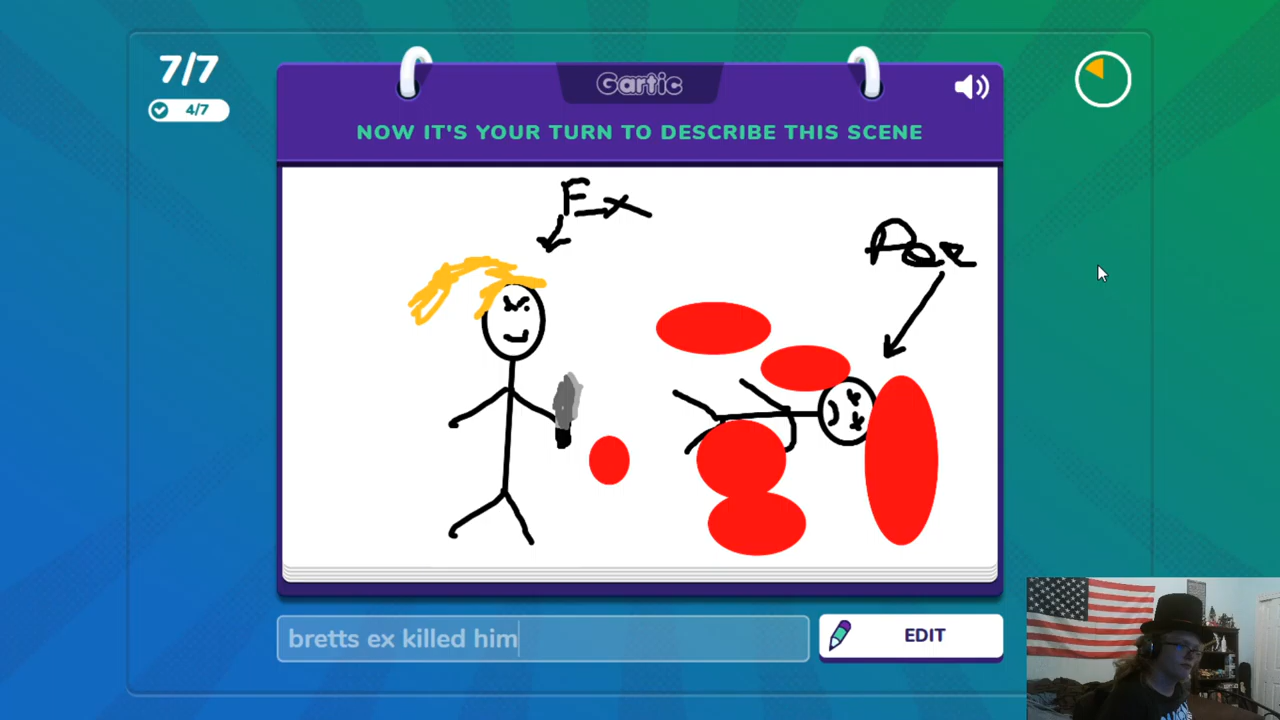 7/7
4/7
Gartic
NOW IT'S YOUR TURN TO DESCRIBE THIS SCENE
Ex
bretts ex killed him
EDIT